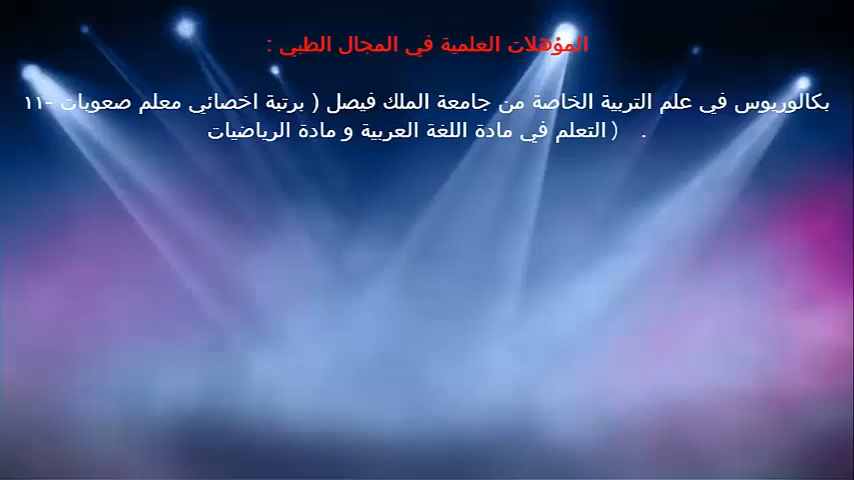 المؤهلات العلمية في المجال الطبي :
بكالوريوس في علم التربية الخاصة من جامعة الملك فيصل ( برتبة اخصائي معلم صعوبات -١١
التعلم في مادة اللغة العربية و مادة الرياضيات ) .